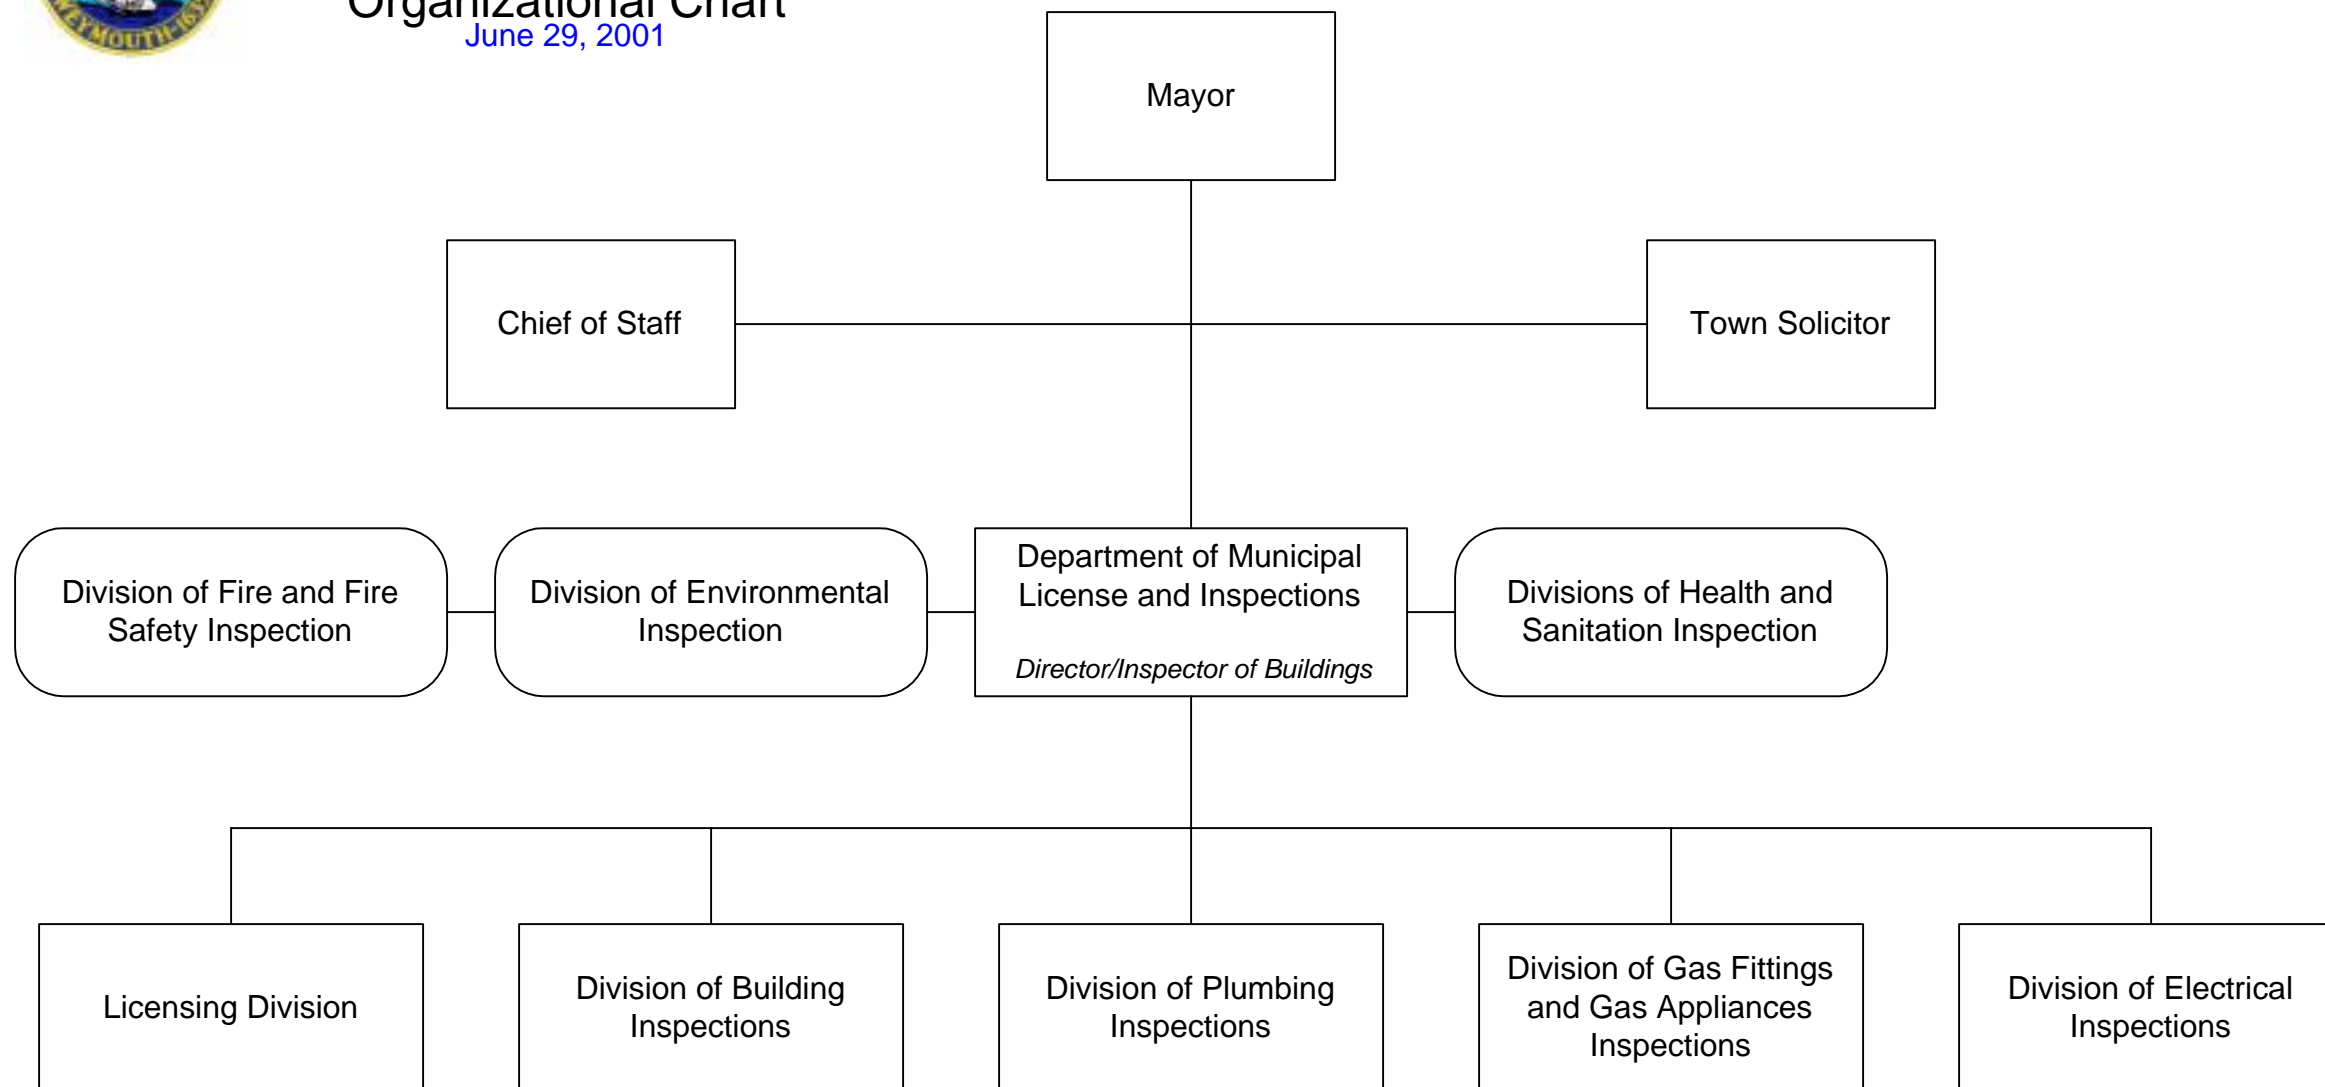 Organizational Chart
June 29, 2001
Mayor
Chief of Staff
Town Solicitor
Division of Fire and Fire
Safety Inspection
Division of Environmental
Inspection
Department of Municipal
License and Inspections
Director/Inspector of Buildings
Divisions of Health and
Sanitation Inspection
Licensing Division
Division of Building
Inspections
Division of Plumbing
Inspections
Division of Gas Fittings
and Gas Appliances
Inspections
Division of Electrical
Inspections